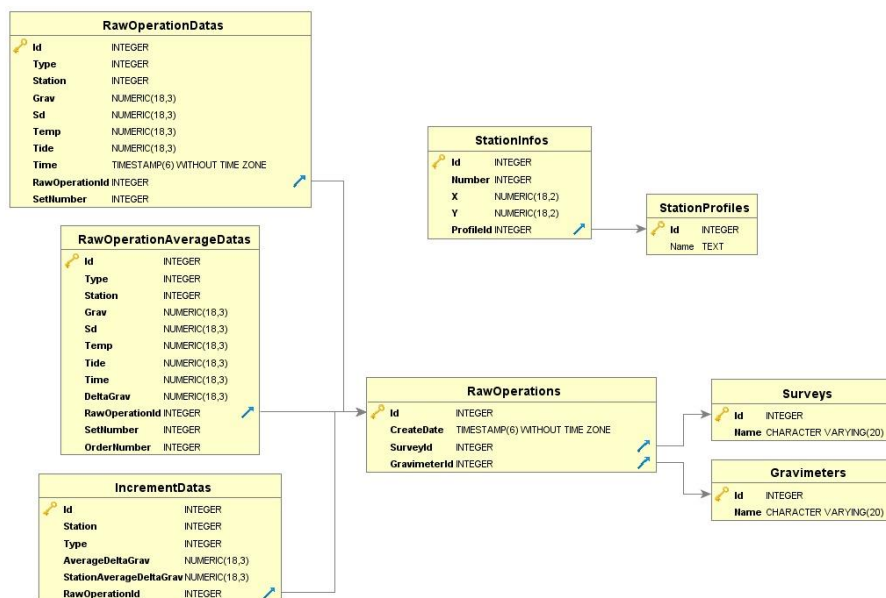 RawOperationDatas
Id INTEGER
Type INTEGER
Station INTEGER
Grav NUMERIC(18,3)
Sd NUMERIC(18,3)
Temp NUMERIC(18,3)
Tide NUMERIC(18,3)
Time TIMESTAMP(6) WITHOUT TIME ZONE
RawOperationId INTEGER
SetNumber INTEGER
StationInfos
Id INTEGER
Number INTEGER
X NUMERIC(18,2)
Y NUMERIC(18,2)
ProfileId INTEGER
StationProfiles
Id INTEGER
Name TEXT
RawOperationAverageDatas
Id INTEGER
Type INTEGER
Station INTEGER
Grav NUMERIC(18,3)
Sd NUMERIC(18,3)
Temp NUMERIC(18,3)
Tide NUMERIC(18,3)
Time NUMERIC(18,3)
DeltaGrav NUMERIC(18,3)
RawOperationId INTEGER
SetNumber INTEGER
OrderNumber INTEGER
RawOperations
Id INTEGER
CreateDate TIMESTAMP(6) WITHOUT TIME ZONE
SurveyId INTEGER
GravimeterId INTEGER
Surveys
Id INTEGER
Name CHARACTER VARYING(20)
Gravimeters
Id INTEGER
Name CHARACTER VARYING(20)
IncrementDatas
Id INTEGER
Station INTEGER
Type INTEGER
AverageDeltaGrav NUMERIC(18,3)
StationAverageDeltaGrav NUMERIC(18,3)
RawOperationId INTEGER